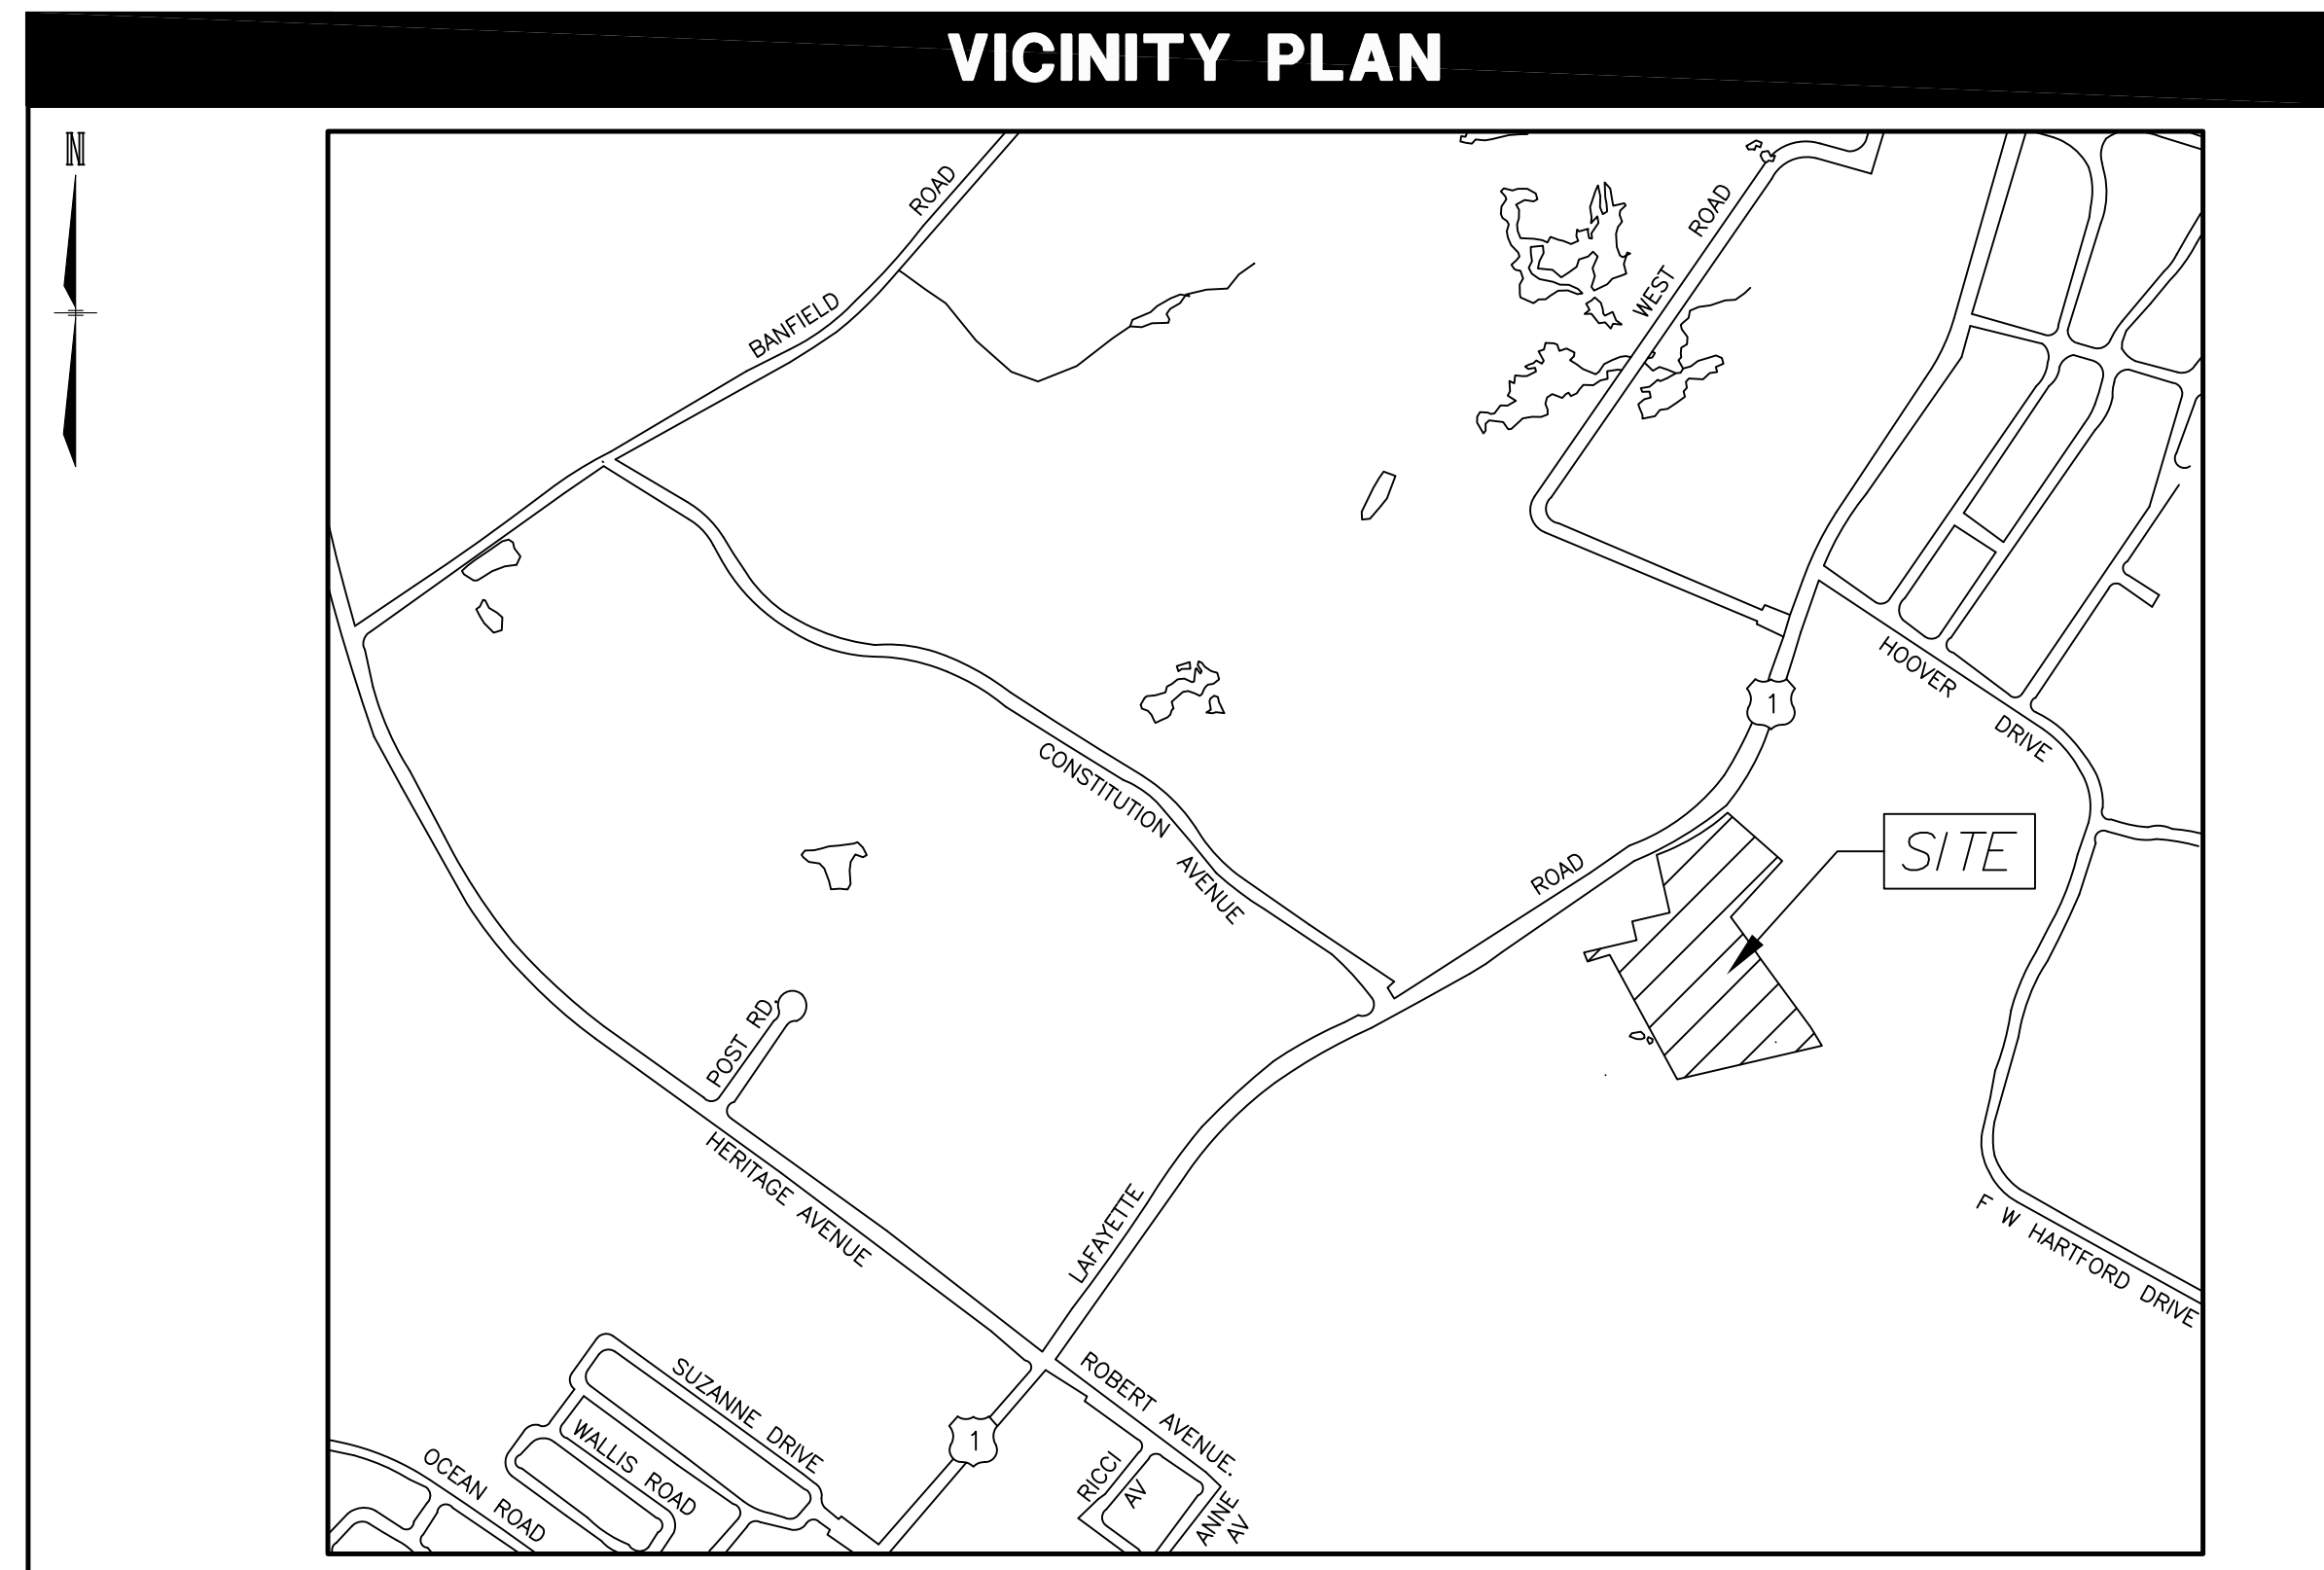 VICINITY PLAN
N
BANFIELD ROAD
WEST ROAD
HOOVER DRIVE
1
CONSTITUTION AVENUE
SITE
LAFAYETTE ROAD
POST RD.
HERITAGE AVENUE
F W HARTFORD DRIVE
SUZANNE DRIVE
WALLIS ROAD
OCEAN ROAD
1
ROBERT AVENUE.
RICCI AV
ANNE AV